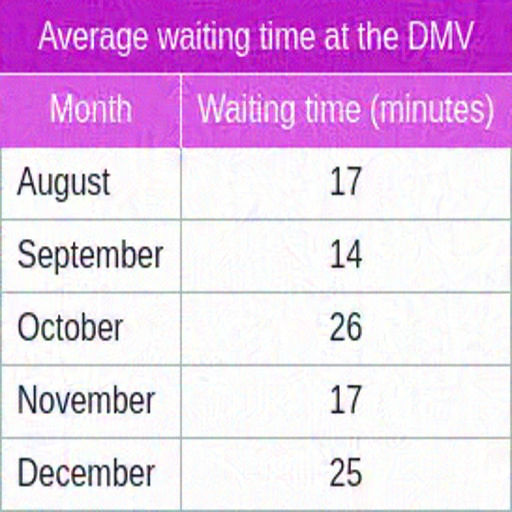 Average waiting time at the DMV
Month Waiting time (minutes)
August 17
September 14
October 26
November 17
December 25